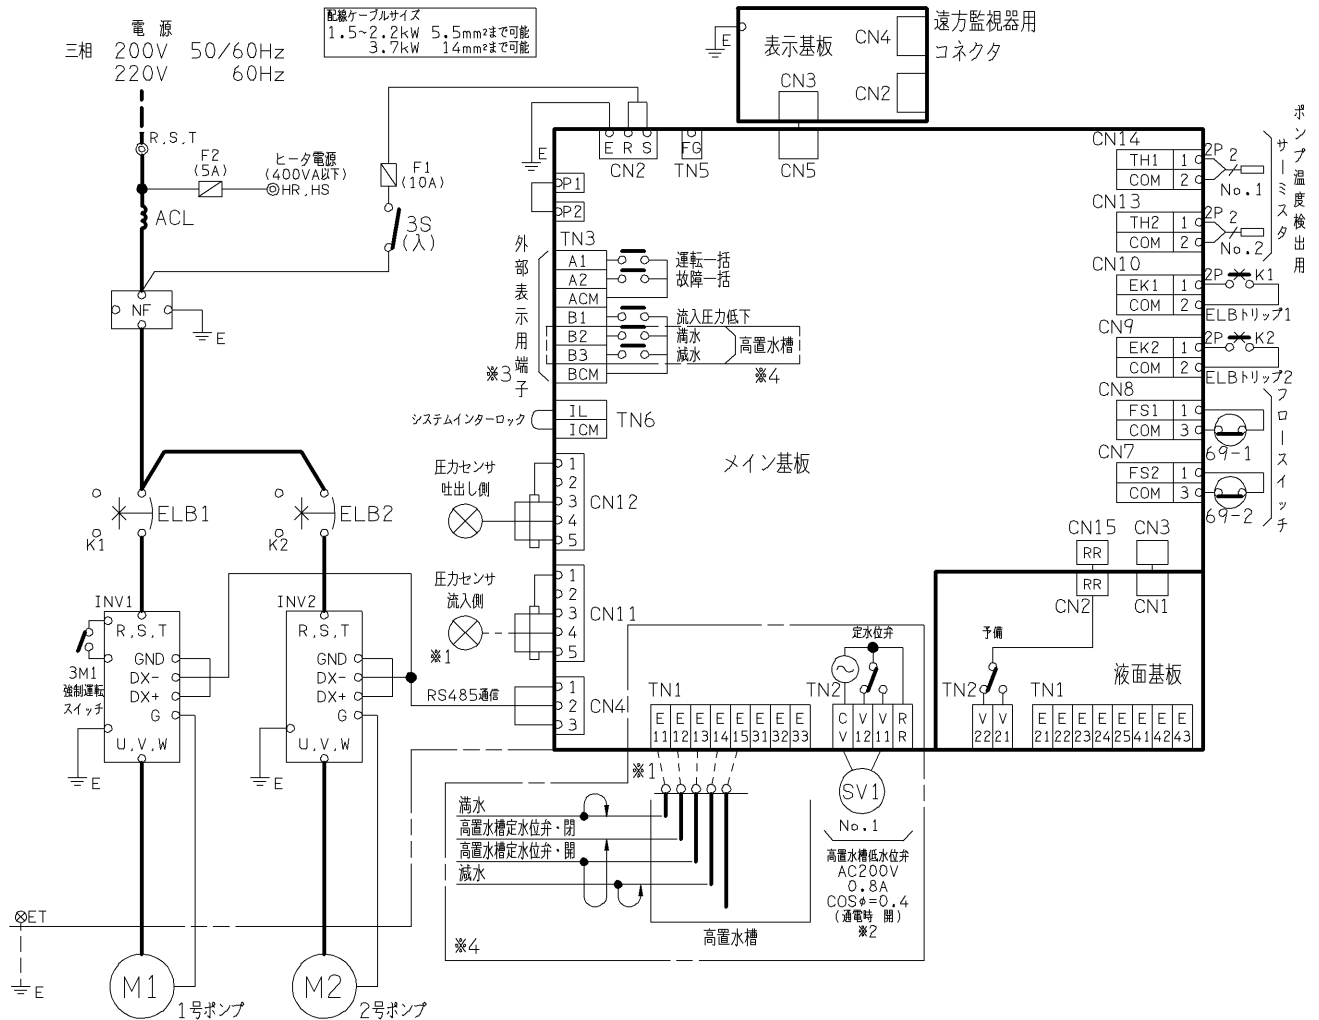 電 源
三相 200V 50/60Hz
220V 60Hz
配線ケーブルサイズ
1.5~2.2kW 5.5mm²まで可能
3.7kW 14mm²まで可能
R,S,T
F2
(5A)
ヒータ電源
(400VA以下)
HR,HS
ACL
F1
(10A)
3S
(入)
NF
E
E
E
表示基板
CN4
CN2
CN3
遠方監視器用
コネクタ
E R S
CN2
FG
TN5
CN5
P1
P2
TN3
外部表示用端子
※3
A1
A2
ACM
B1
B2
B3
BCM
運転一括
故障一括
流入圧力低下
満水
減水
高置水槽
※4
システムインターロック
IL
ICM
TN6
メイン基板
圧力センサ
吐出し側
1
2
3
4
5
CN12
圧力センサ
流入側
※1
1
2
3
4
5
CN11
RS485通信
1
2
3
CN4
CN14
TH1 1
COM 2
2P 2
No.1
CN13
TH2 1
COM 2
2P 2
No.2
ポンプ温度検出用
サーミスタ
CN10
EK1 1
COM 2
2P K1
ELBトリップ1
CN9
EK2 1
COM 2
2P K2
ELBトリップ2
CN8
FS1 1
COM 3
69-1
CN7
FS2 1
COM 3
69-2
フロースイッチ
CN15
RR
CN3
RR
CN2
CN1
液面基板
予備
TN2
V22 V21
TN1
E21 E22 E23 E24 E25 E41 E42 E43
定水位弁
TN2
CV V12 V11 RR
TN1
E11 E12 E13 E14 E15 E31 E32 E33
※1
SV1
No.1
高置水槽低水位弁
AC200V
0.8A
COSφ=0.4
(通電時 開)
※2
満水
高置水槽定水位弁・閉
高置水槽定水位弁・開
減水
高置水槽
※4
ELB1
K1
ELB2
K2
INV1
R,S,T
GND
DX-
DX+
G
U,V,W
3M1
強制運転
スイッチ
E
INV2
R,S,T
GND
DX-
DX+
G
U,V,W
E
ET
E
M1
1号ポンプ
M2
2号ポンプ